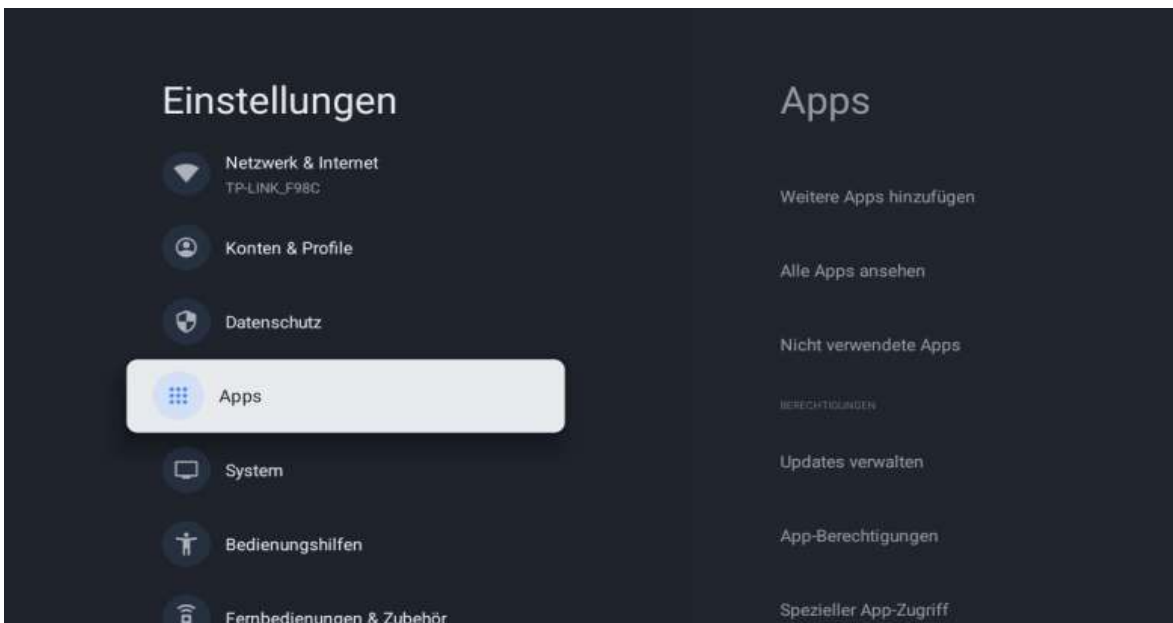 Einstellungen
Netzwerk & Internet
TP-LINK_F98C
Konten & Profile
Datenschutz
Apps
System
Bedienungshilfen
Fernbedienungen & Zubehör
Apps
Weitere Apps hinzufügen
Alle Apps ansehen
Nicht verwendete Apps
BERECHTIGUNGEN
Updates verwalten
App-Berechtigungen
Spezieller App-Zugriff